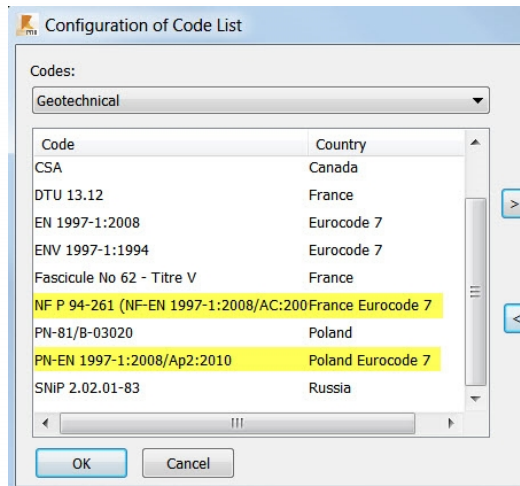 Configuration of Code List
Codes:
Geotechnical
Code Country
CSA Canada
DTU 13.12 France
EN 1997-1:2008 Eurocode 7
ENV 1997-1:1994 Eurocode 7
Fascicule No 62 - Titre V France
NF P 94-261 (NF-EN 1997-1:2008/AC:200 France Eurocode 7
PN-81/B-03020 Poland
PN-EN 1997-1:2008/Ap2:2010 Poland Eurocode 7
SNiP 2.02.01-83 Russia
OK Cancel